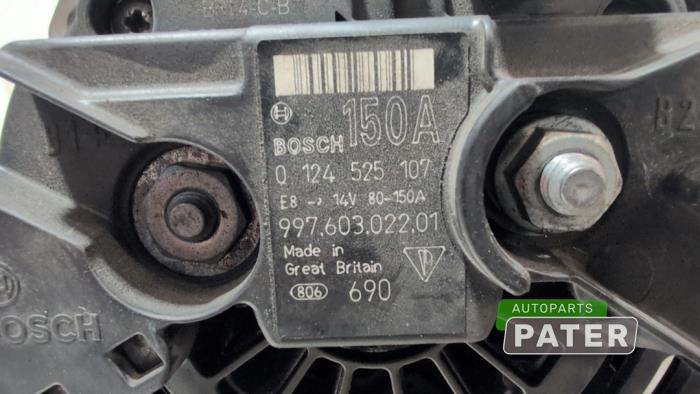 BOSCH 150A
0 124 525 107
E8 -> 14V 80-150A
997.603.022.01
Made in
Great Britain
806 690
BOSCH
AUTOPARTS
PATER